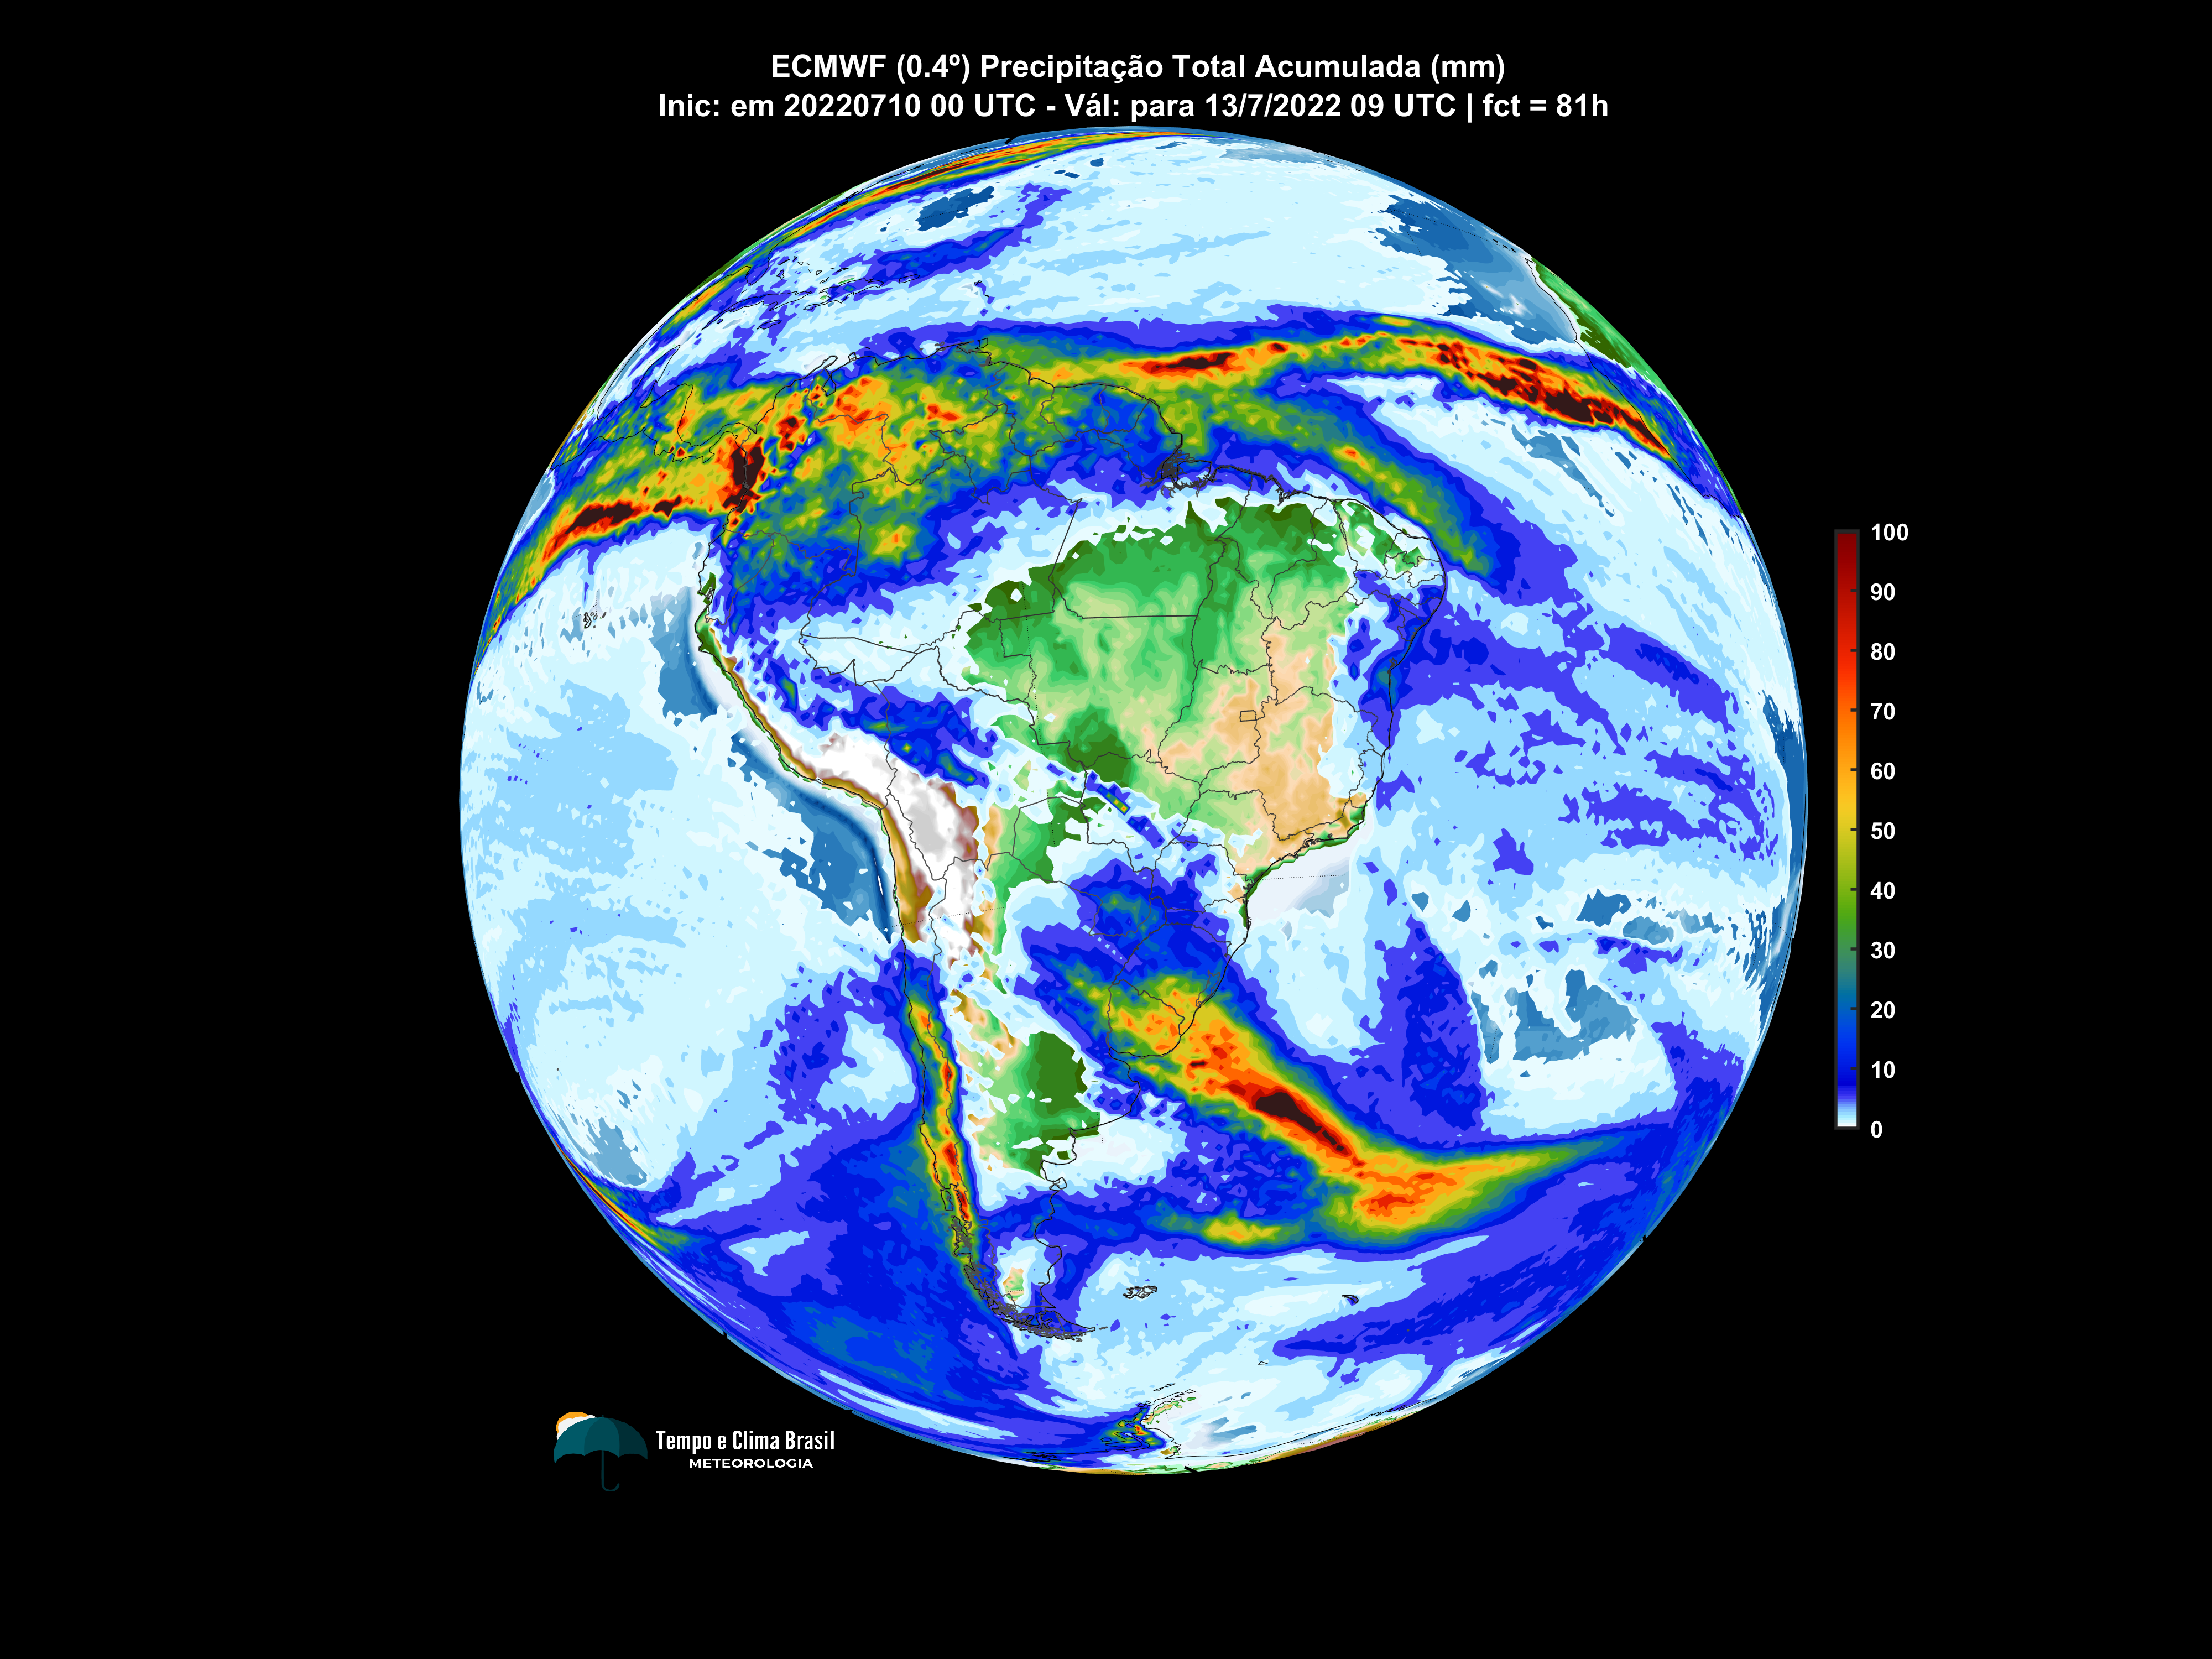 ECMWF (0.4º) Precipitação Total Acumulada (mm)
Inic: em 20220710 00 UTC - Vál: para 13/7/2022 09 UTC | fct = 81h
100
90
80
70
60
50
40
30
20
10
0
Tempo e Clima Brasil
METEOROLOGIA